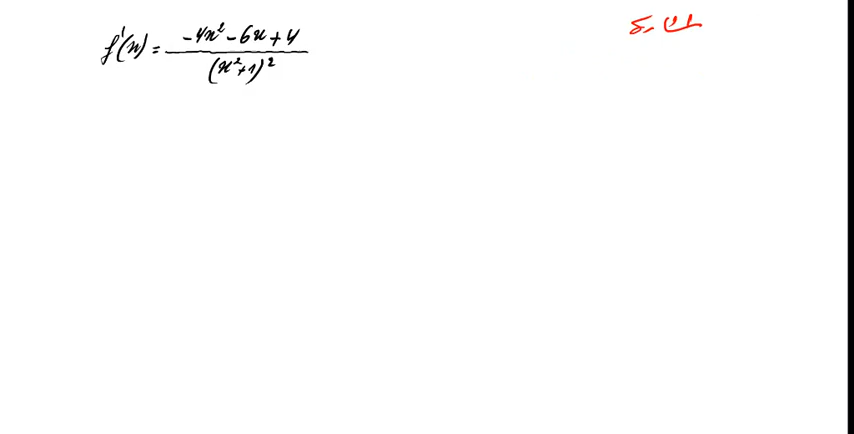 f'(x) = (-4x² - 6x + 4) / (x² + 1)²